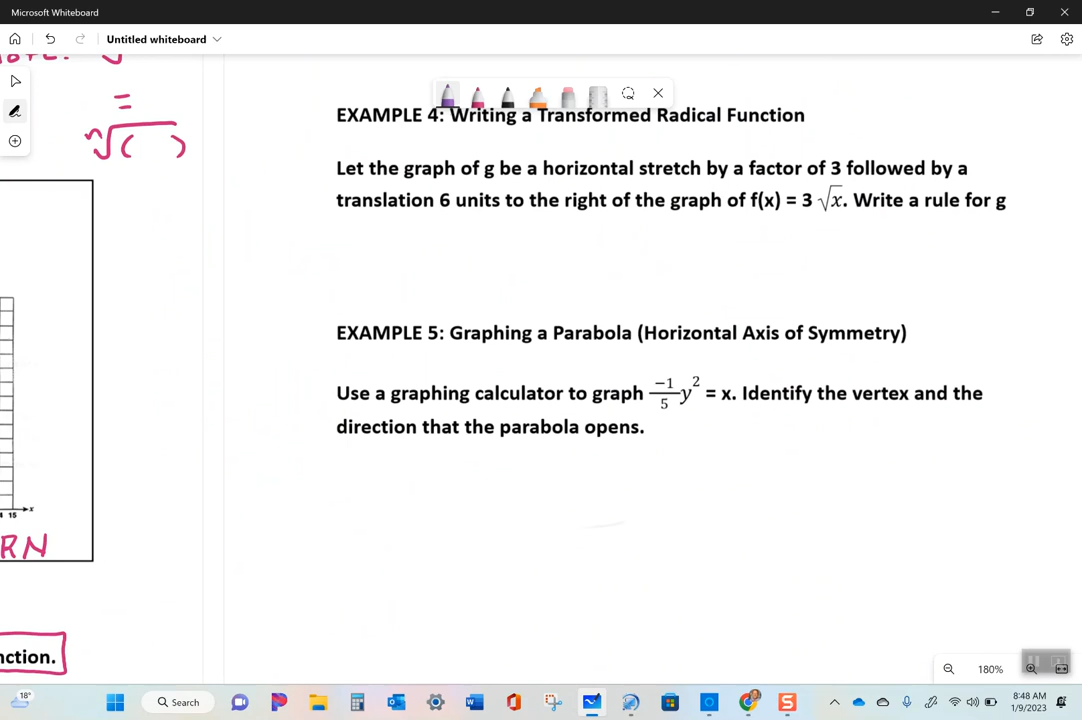 Microsoft Whiteboard
Untitled whiteboard
=
n√( )
EXAMPLE 4: Writing a Transformed Radical Function
Let the graph of g be a horizontal stretch by a factor of 3 followed by a
translation 6 units to the right of the graph of f(x) = 3 √x. Write a rule for g
EXAMPLE 5: Graphing a Parabola (Horizontal Axis of Symmetry)
Use a graphing calculator to graph −1/5 y² = x. Identify the vertex and the
direction that the parabola opens.
15
x
RN
nction.
180%
18°
Search
8:48 AM
1/9/2023